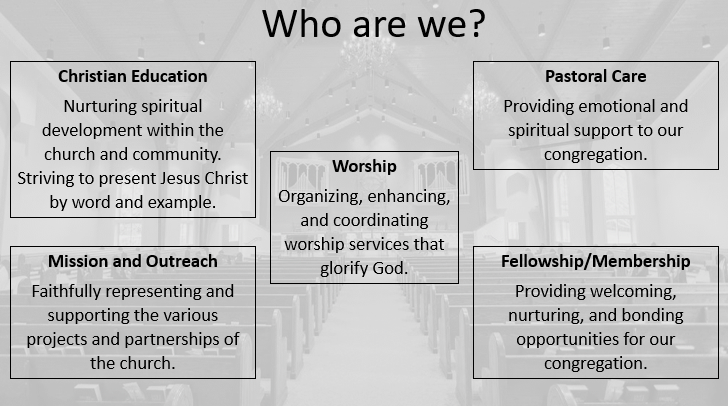 Who are we?
Christian Education
Nurturing spiritual
development within the
church and community.
Striving to present Jesus Christ
by word and example.
Mission and Outreach
Faithfully representing and
supporting the various
projects and partnerships of
the church.
Worship
Organizing, enhancing,
and coordinating
worship services that
glorify God.
Pastoral Care
Providing emotional and
spiritual support to our
congregation.
Fellowship/Membership
Providing welcoming,
nurturing, and bonding
opportunities for our
congregation.